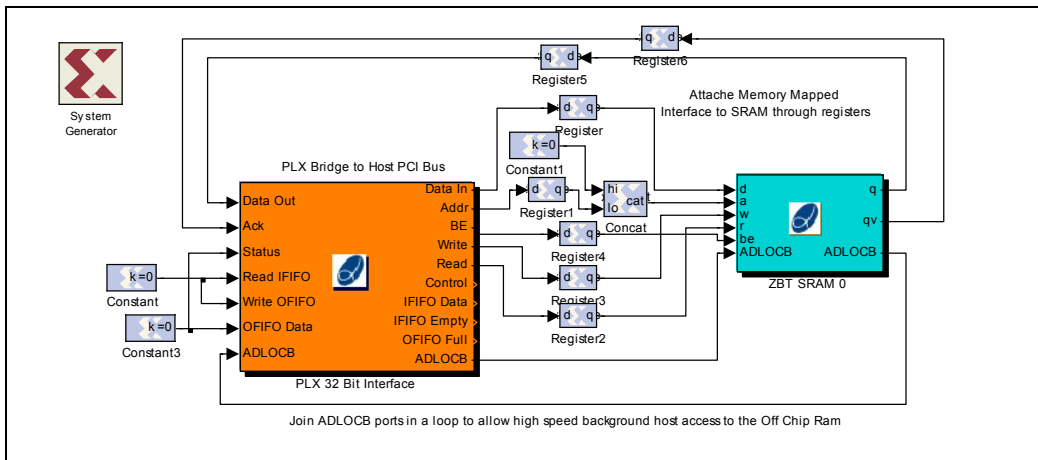 q d
Register6
q d
Register5
System
Generator
Attache Memory Mapped
Interface to SRAM through registers
d q
Register
k=0
Constant1
PLX Bridge to Host PCI Bus
d q
Register1
hi
lo
cat
Concat
Data Out
Ack
Status
Read IFIFO
Write OFIFO
OFIFO Data
ADLOCB
Data In
Addr
BE
Write
Read
Control
IFIFO Data
IFIFO Empty
OFIFO Full
ADLOCB
PLX 32 Bit Interface
d q
Register4
d q
Register3
d q
Register2
k=0
Constant
k=0
Constant3
d
a
w
r
be
ADLOCB
q
qv
ADLOCB
ZBT SRAM 0
Join ADLOCB ports in a loop to allow high speed background host access to the Off Chip Ram